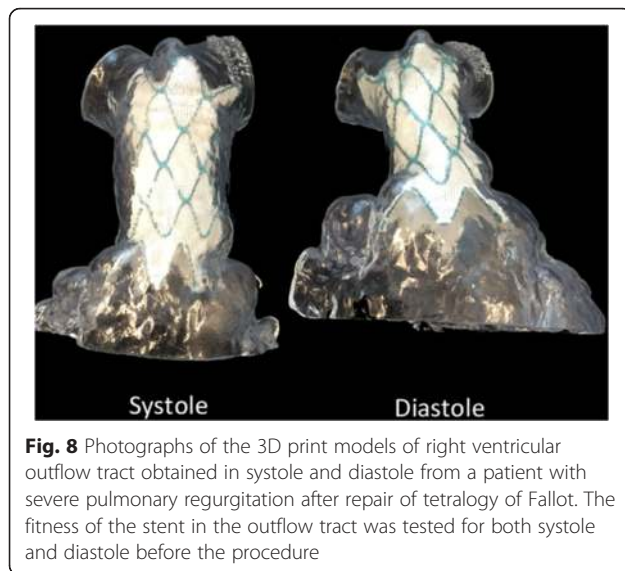 Systole
Diastole
Fig. 8 Photographs of the 3D print models of right ventricular
outflow tract obtained in systole and diastole from a patient with
severe pulmonary regurgitation after repair of tetralogy of Fallot. The
fitness of the stent in the outflow tract was tested for both systole
and diastole before the procedure